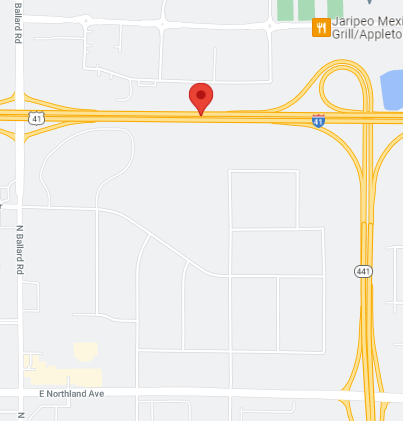 Ballard Rd
Jaripeo Mexi
Grill/Appleto
41
41
N Ballard Rd
441
E Northland Ave
N